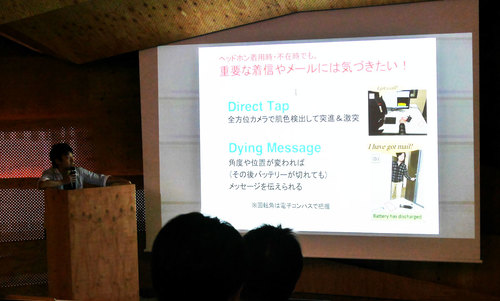 ヘッドホン着用時・不在時でも、
重要な着信やメールには気づきたい！
Direct Tap
全方位カメラで肌色検出して突進＆激突
Dying Message
角度や位置が変われば
(その後バッテリーが切れても)
メッセージを伝えられる
※回転角は電子コンパスで把握
I have got mail!
Battery has discharged